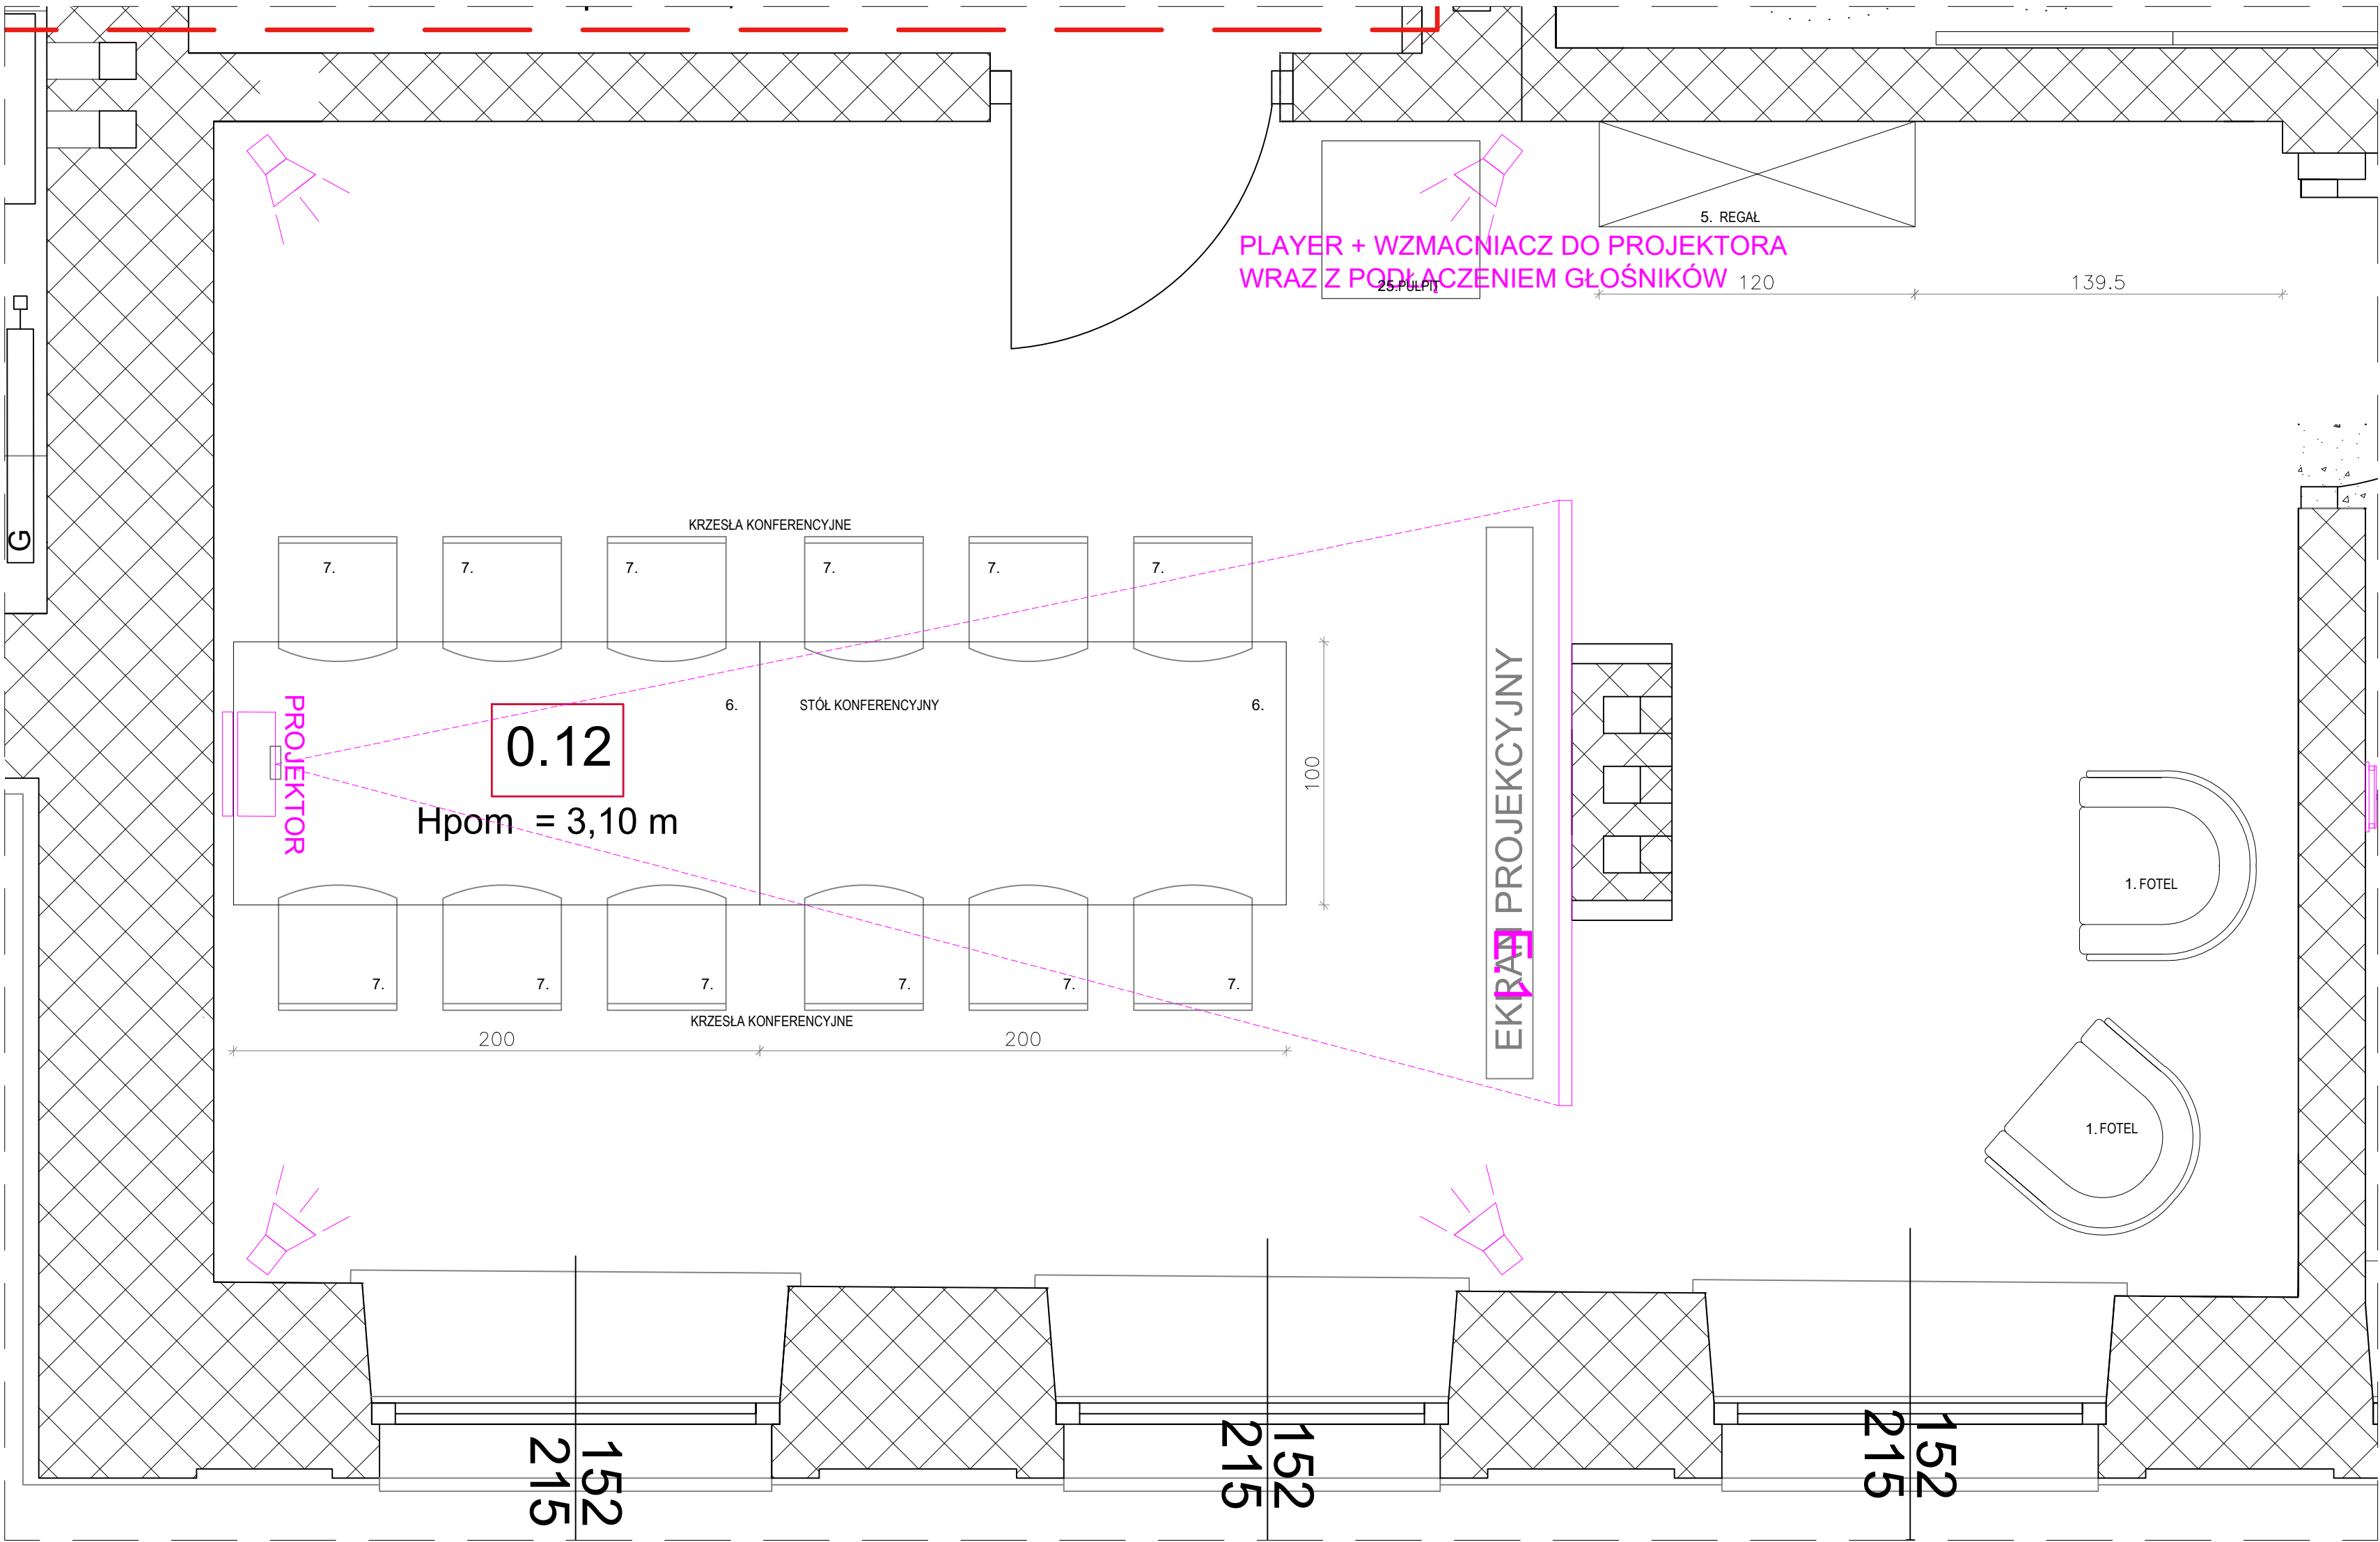 5. REGAŁ
PLAYER + WZMACNIACZ DO PROJEKTORA
WRAZ Z PODŁĄCZENIEM GŁOŚNIKÓW
25.PULPIT
120
139.5
G
KRZESŁA KONFERENCYJNE
7.
7.
7.
7.
7.
7.
PROJEKTOR
6.
STÓŁ KONFERENCYJNY
6.
0.12
Hpom = 3,10 m
100
EKRAN PROJEKCYJNY
E.1
1. FOTEL
7.
7.
7.
7.
7.
7.
KRZESŁA KONFERENCYJNE
200
200
1. FOTEL
152
215
152
215
152
215